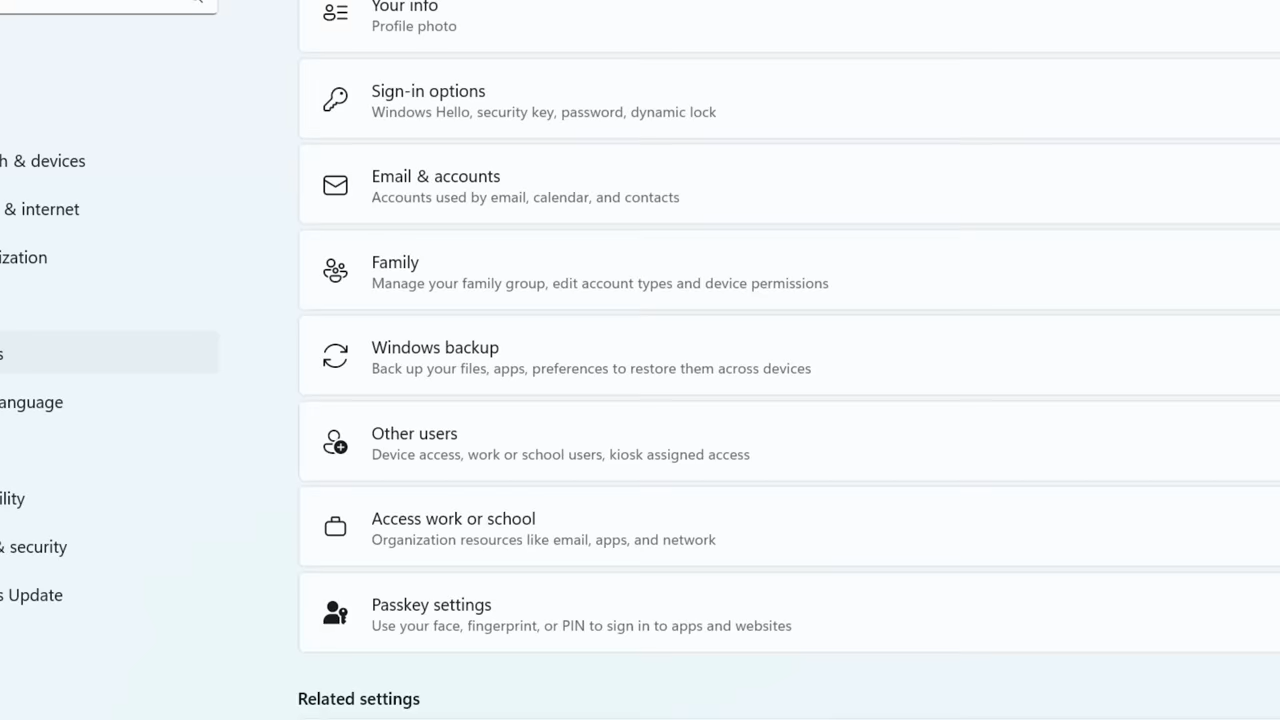 Your info
Profile photo
Sign-in options
Windows Hello, security key, password, dynamic lock
h & devices
Email & accounts
Accounts used by email, calendar, and contacts
& internet
ization
Family
Manage your family group, edit account types and device permissions
s
Windows backup
Back up your files, apps, preferences to restore them across devices
anguage
Other users
Device access, work or school users, kiosk assigned access
ility
Access work or school
Organization resources like email, apps, and network
& security
s Update
Passkey settings
Use your face, fingerprint, or PIN to sign in to apps and websites
Related settings